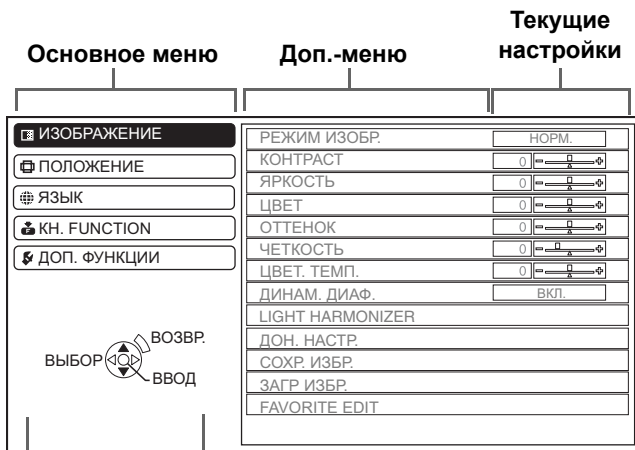 Основное меню
Доп.-меню
Текущие
настройки
ИЗОБРАЖЕНИЕ
ПОЛОЖЕНИЕ
ЯЗЫК
КН. FUNCTION
ДОП. ФУНКЦИИ
ВОЗВР.
ВЫБОР
ВВОД
РЕЖИМ ИЗОБР. НОРМ.
КОНТРАСТ 0
ЯРКОСТЬ 0
ЦВЕТ 0
ОТТЕНОК 0
ЧЕТКОСТЬ 0
ЦВЕТ. ТЕМП. 0
ДИНАМ. ДИАФ. ВКЛ.
LIGHT HARMONIZER
ДОН. НАСТР.
СОХР. ИЗБР.
ЗАГР ИЗБР.
FAVORITE EDIT